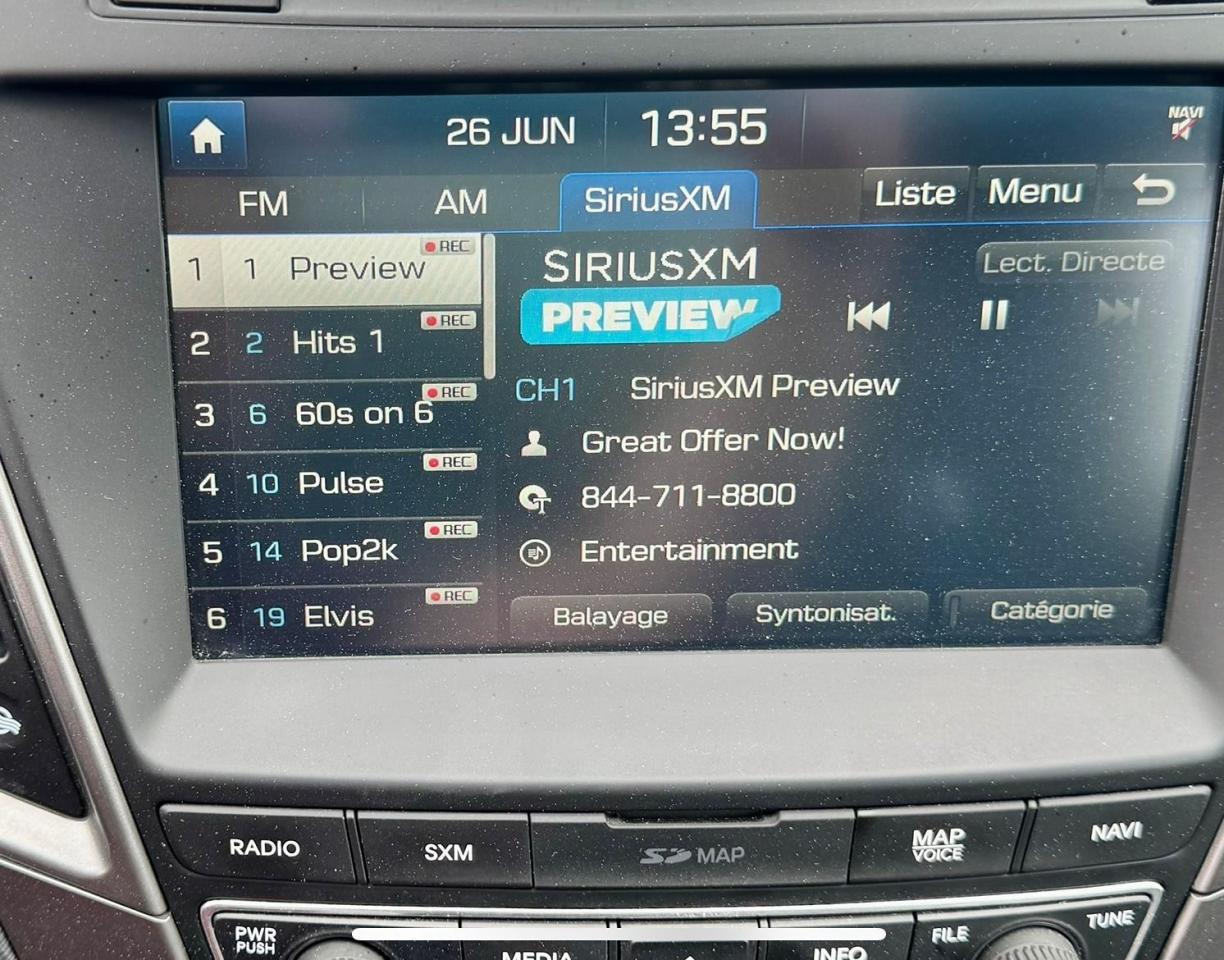 26 JUN 13:55 NAVI
FM AM SiriusXM Liste Menu
1 1 Preview REC
2 2 Hits 1 REC
3 6 60s on 6 REC
4 10 Pulse REC
5 14 Pop2k REC
6 19 Elvis REC
SIRIUSXM
PREVIEW
Lect. Directe
CH1 SiriusXM Preview
Great Offer Now!
844-711-8800
Entertainment
Balayage Syntonisat. Catégorie
RADIO SXM SD MAP MAP VOICE NAVI
PWR
PUSH
MEDIA INFO FILE TUNE